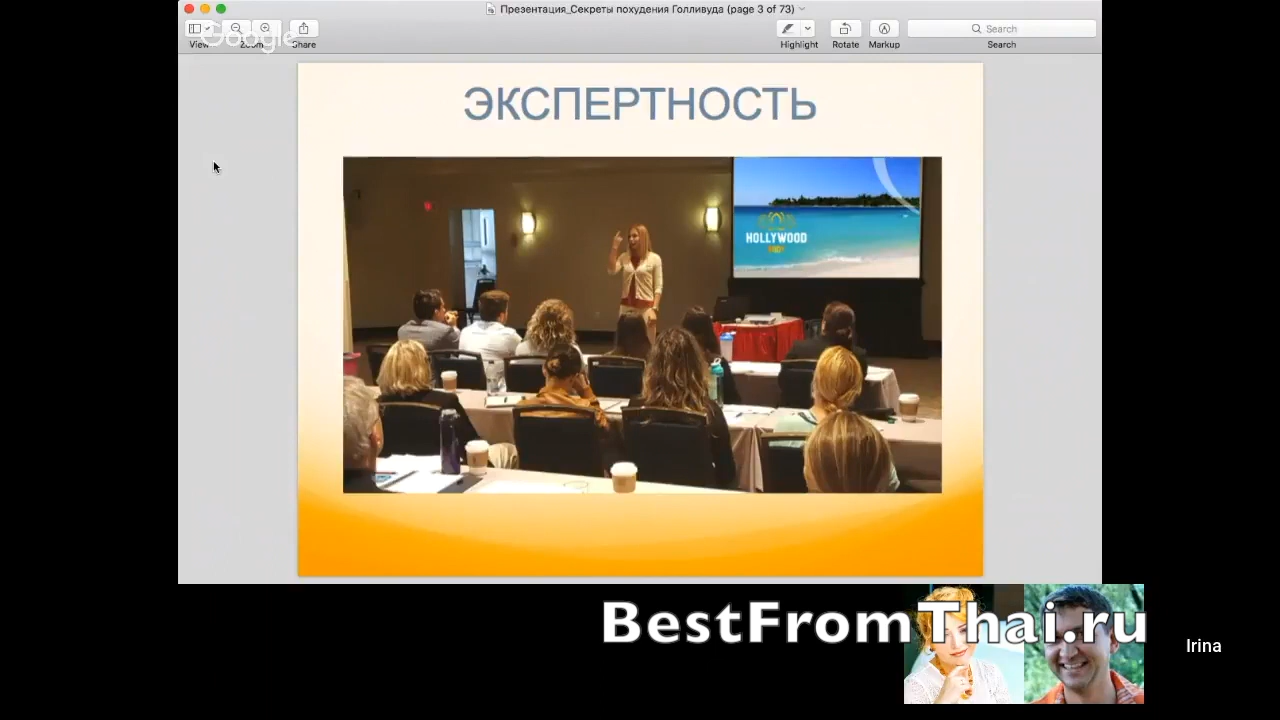 Презентация_Секреты похудения Голливуда (page 3 of 73)
Google
View
Zoom
Share
Highlight
Rotate
Markup
Search
Search
ЭКСПЕРТНОСТЬ
HOLLYWOOD
BestFromThai.ru
Irina